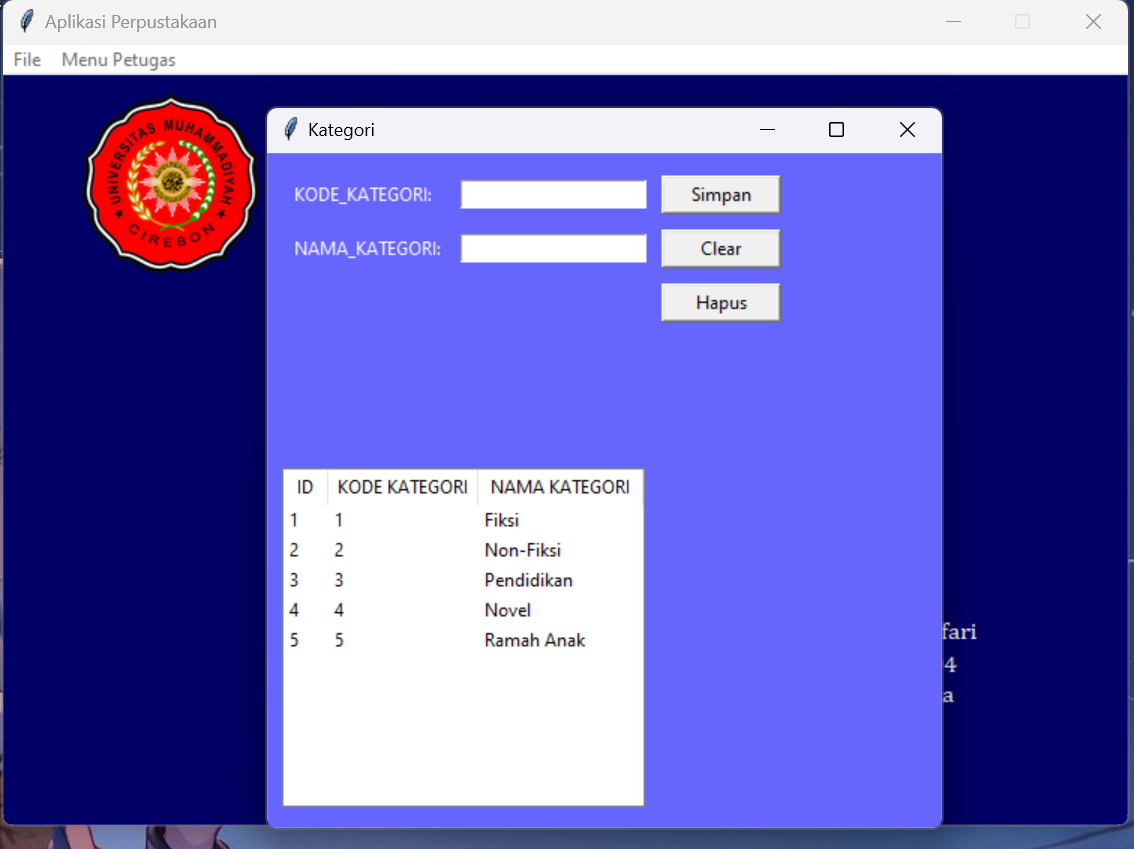 Aplikasi Perpustakaan
File Menu Petugas
UNIVERSITAS MUHAMMADIYAH
CIREBON
Kategori
KODE_KATEGORI: Simpan
NAMA_KATEGORI: Clear
Hapus
ID KODE KATEGORI NAMA KATEGORI
1 1 Fiksi
2 2 Non-Fiksi
3 3 Pendidikan
4 4 Novel
5 5 Ramah Anak
fari
4
a